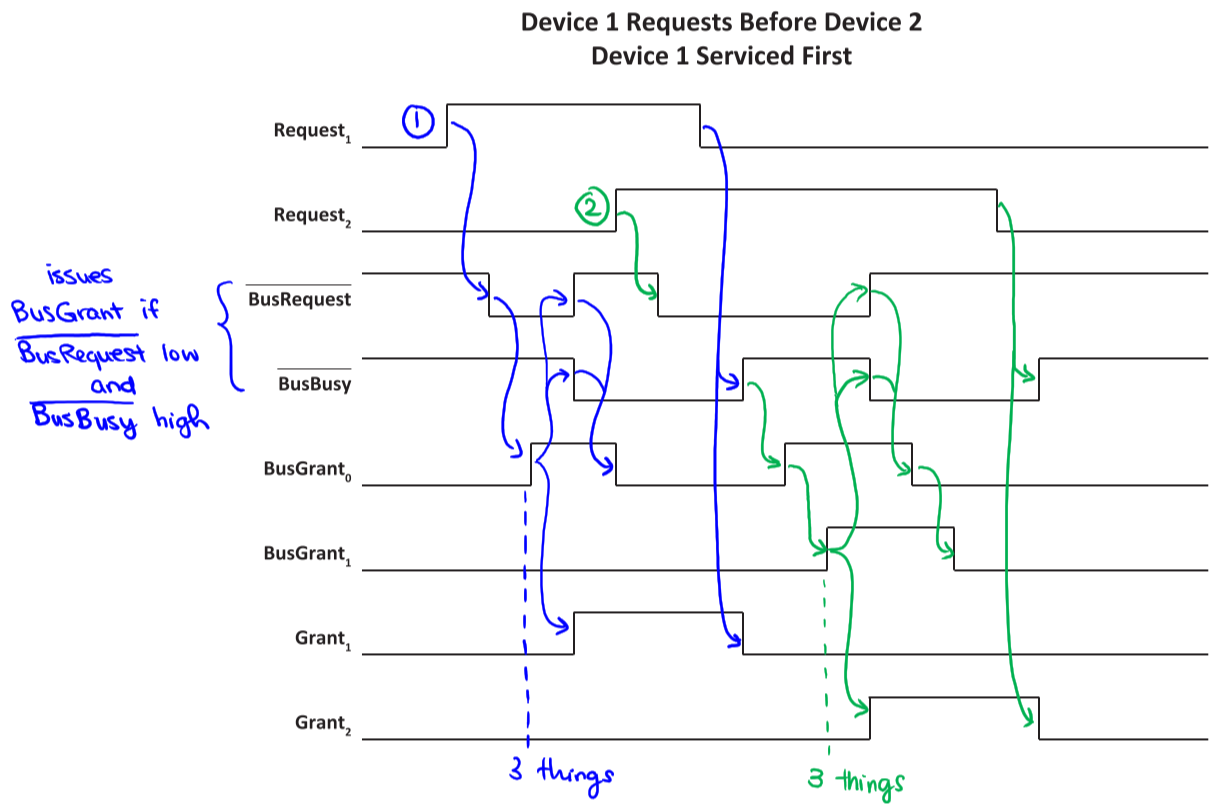 Device 1 Requests Before Device 2
Device 1 Serviced First
①
Request₁
②
Request₂
issues
BusGrant if
BusRequest low
and
BusBusy high
BusRequest
BusBusy
BusGrant₀
BusGrant₁
Grant₁
Grant₂
3 things
3 things